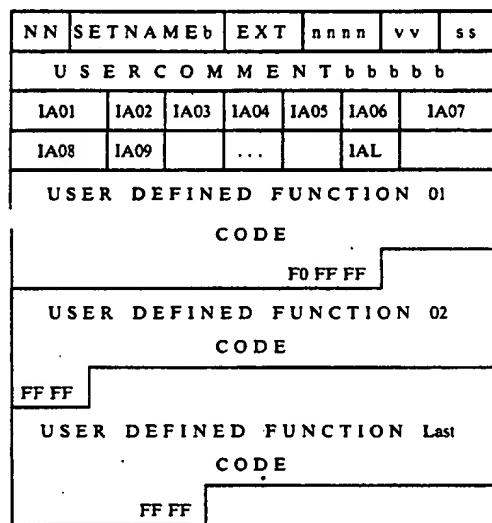 NN SETNAMEb EXT nnnn vv ss
USERCOMMENTbbbbb
IA01 IA02 IA03 IA04 IA05 IA06 IA07
IA08 IA09 ... IAL
USER DEFINED FUNCTION 01
CODE
F0 FF FF
USER DEFINED FUNCTION 02
CODE
FF FF
USER DEFINED FUNCTION Last
CODE
FF FF